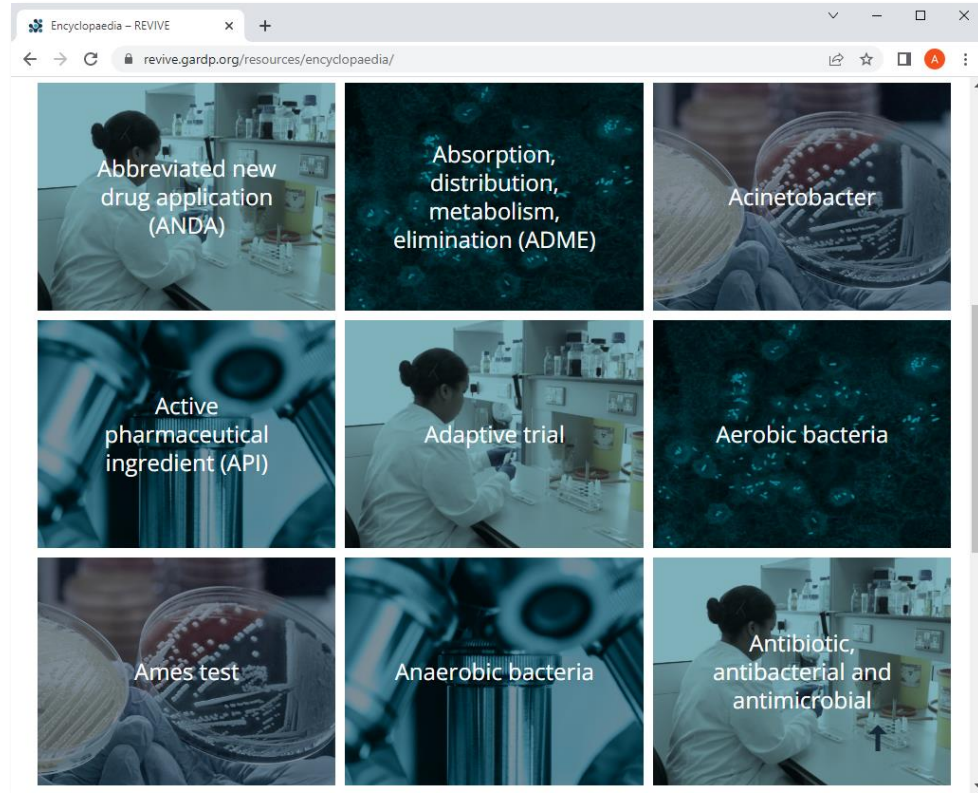 Encyclopaedia – REVIVE
revive.gardp.org/resources/encyclopaedia/
A
Abbreviated new
drug application
(ANDA)
Absorption,
distribution,
metabolism,
elimination (ADME)
Acinetobacter
Active
pharmaceutical
ingredient (API)
Adaptive trial
Aerobic bacteria
Ames test
Anaerobic bacteria
Antibiotic,
antibacterial and
antimicrobial